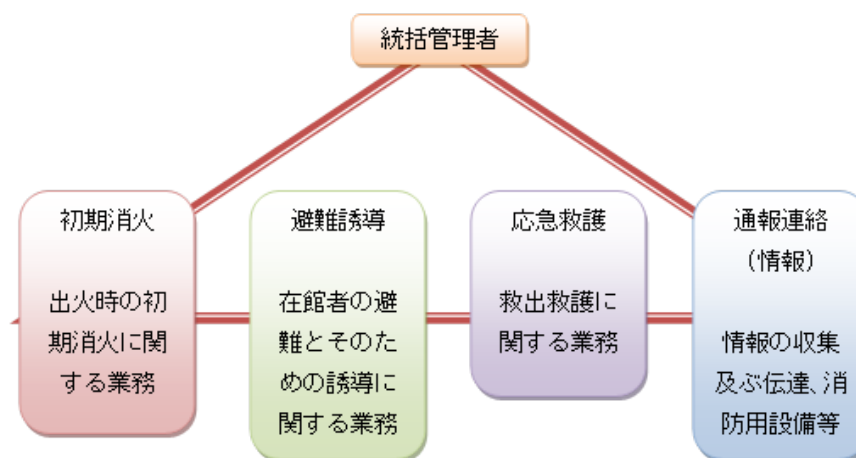 統括管理者
初期消火
出火時の初
期消火に関
する業務
避難誘導
在館者の避
難とそのた
めの誘導に
関する業務
応急救護
救出救護に
関する業務
通報連絡
（情報）
情報の収集
及ぶ伝達、消
防用設備等